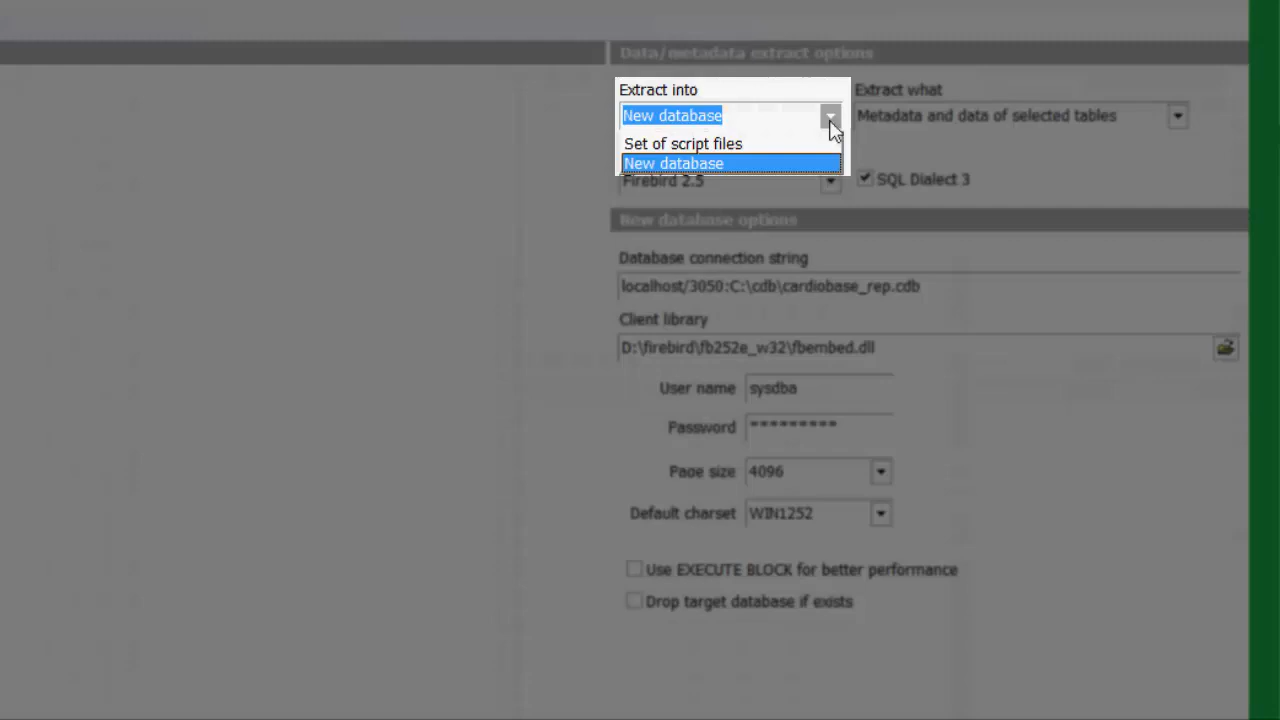 Data/metadata extract options
Extract into
Extract what
New database
Metadata and data of selected tables
Set of script files
New database
Firebird 2.5
SQL Dialect 3
New database options
Database connection string
localhost/3050:C:\cdb\cardiobase_rep.cdb
Client library
D:\firebird\fb252e_w32\fbembed.dll
User name
sysdba
Password
*********
Page size
4096
Default charset
WIN1252
Use EXECUTE BLOCK for better performance
Drop target database if exists